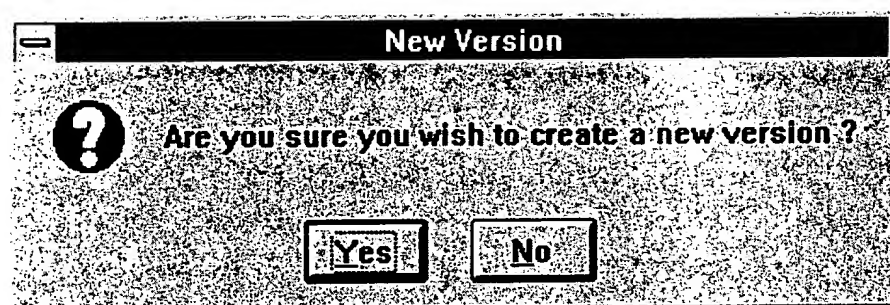 New Version
Are you sure you wish to create a new version ?
Yes
No